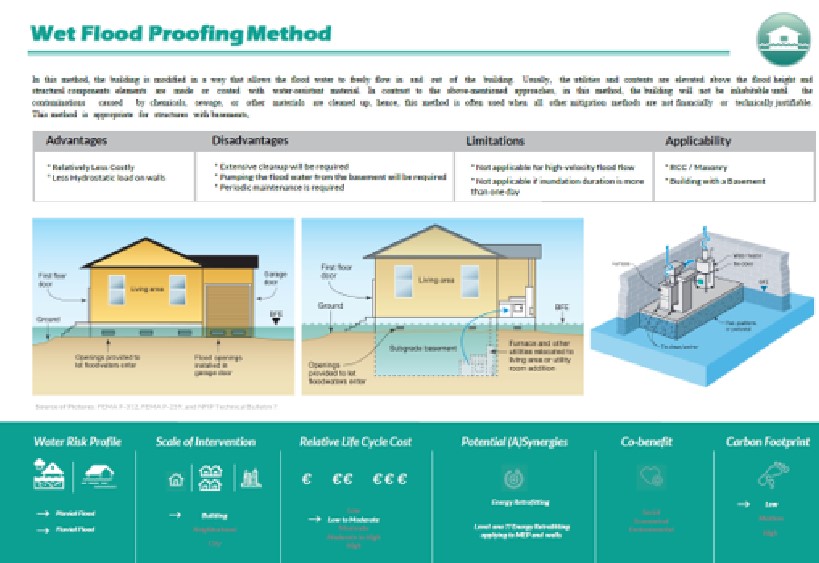 Wet Flood Proofing Method
In this method, the building is modified in a way that allows the flood water to freely flow in and out of the building. Usually, the utilities and contents are elevated above the flood height and
structural components elements are made or coated with water-resistant material. In contrast to the above-mentioned approaches, in this method, the building will not be inhabitable until the
contaminations caused by chemicals, sewage, or other materials are cleaned up, hence, this method is often used when all other mitigation methods are not financially or technically justifiable.
This method is appropriate for structures with basements,
Advantages
Disadvantages
Limitations
Applicability
* Relatively Less Costly
* Less Hydrostatic load on walls
* Extensive cleanup will be required
* Pumping the flood water from the basement will be required
* Periodic maintenance is required
* Not applicable for high-velocity flood flow
* Not applicable if inundation duration is more
than one day
* RCC / Masonry
* Building with a Basement
First floor
door
Living area
Garage
door
Ground
BFE
Openings provided to
let floodwaters enter
Flood openings
installed in
garage door
First floor
door
Living area
Ground
BFE
Subgrade basement
Openings provided to
let floodwaters enter
Furnace and other
utilities relocated to
living area or utility
room addition
BFE
Source of Pictures: FEMA P-312, FEMA P-259, and NFIP Technical Bulletin
Water Risk Profile
Scale of Intervention
Relative Life Cycle Cost
Potential (A)Synergies
Co-benefit
Carbon Footprint
€ €€ €€€
→ Pluvial Flood
→ Fluvial Flood
→ Building
Neighborhood
City
Low
→ Low to Moderate
Moderate
Moderate to High
High
Energy Retrofitting
Level one ?? Energy Retrofitting
applying to MEP and walls
Social
Economical
Environmental
→ Low
Medium
High